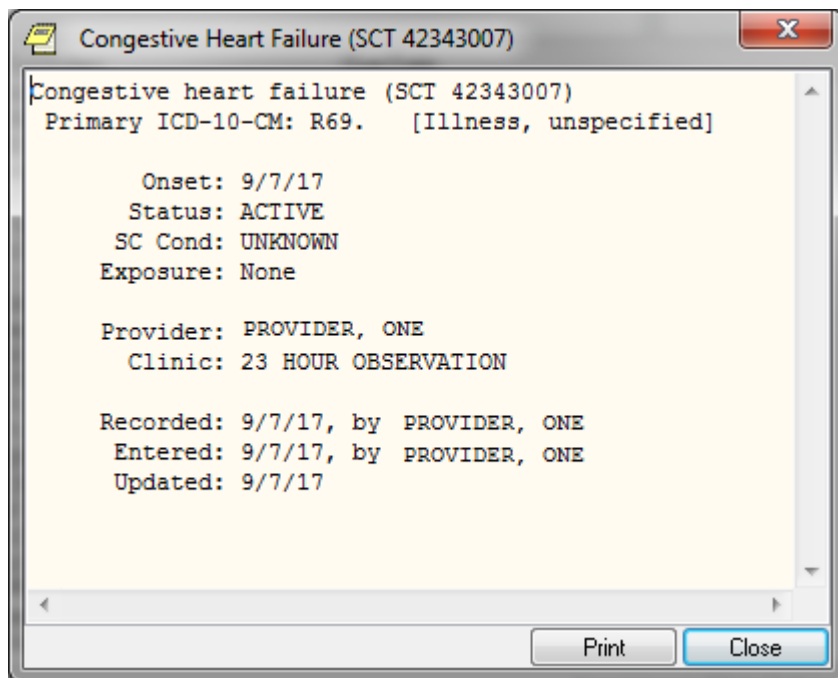 Congestive Heart Failure (SCT 42343007)
Congestive heart failure (SCT 42343007)
Primary ICD-10-CM: R69. [Illness, unspecified]
Onset: 9/7/17
Status: ACTIVE
SC Cond: UNKNOWN
Exposure: None
Provider: PROVIDER, ONE
Clinic: 23 HOUR OBSERVATION
Recorded: 9/7/17, by PROVIDER, ONE
Entered: 9/7/17, by PROVIDER, ONE
Updated: 9/7/17
Print Close